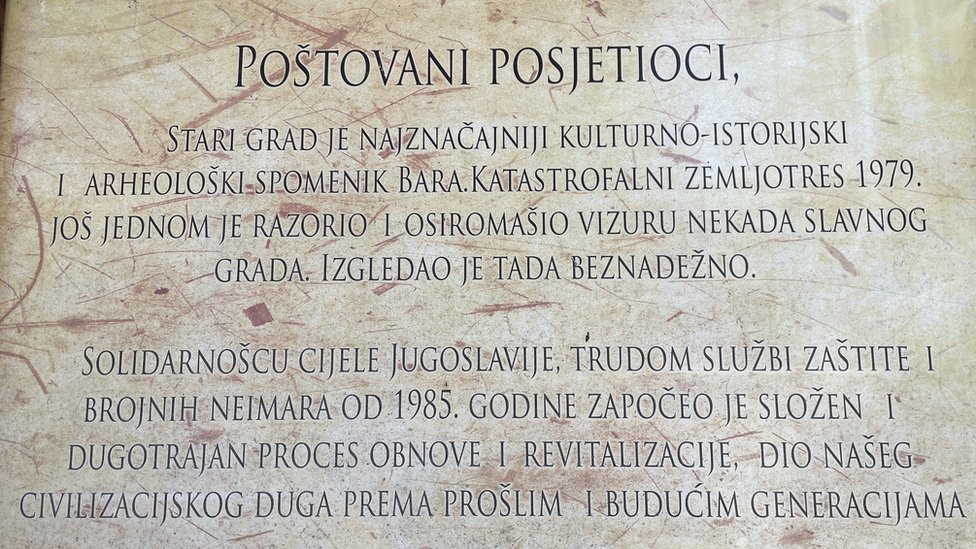 Poštovani posjetioci,
Stari grad je najznačajniji kulturno-istorijski
i arheološki spomenik Bara.Katastrofalni zemljotres 1979.
još jednom je razorio i osiromašio vizuru nekada slavnog
grada. Izgledao je tada beznadežno.
Solidarnošcu cijele Jugoslavije, trudom službi zaštite i
brojnih neimara od 1985. godine započeo je složen i
dugotrajan proces obnove i revitalizacije, dio našeg
civilizacijskog duga prema prošlim i budućim generacijama